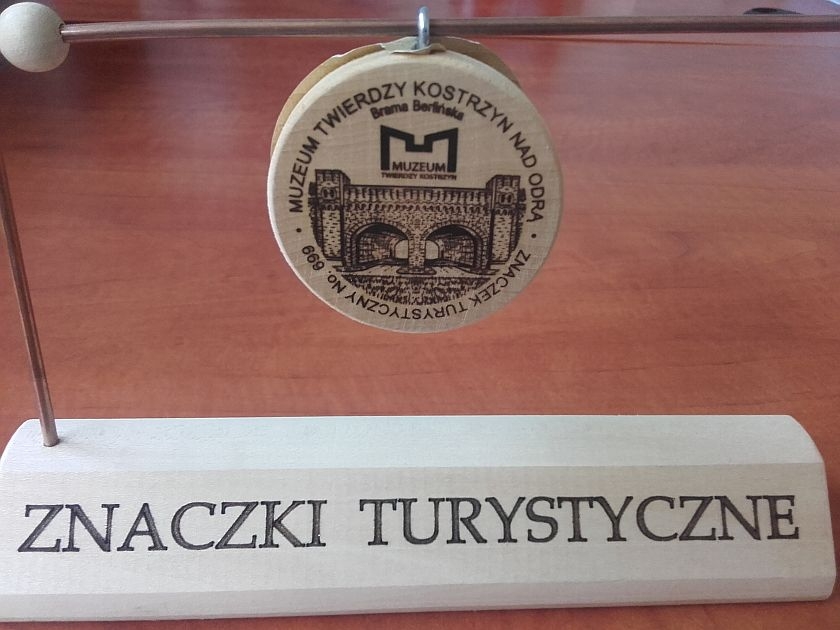 MUZEUM TWIERDZY KOSTRZYN NAD ODRĄ
Brama Berlińska
MUZEUM
TWIERDZY KOSTRZYN
• ZNACZEK TURYSTYCZNY No. 699 •
ZNACZKI TURYSTYCZNE